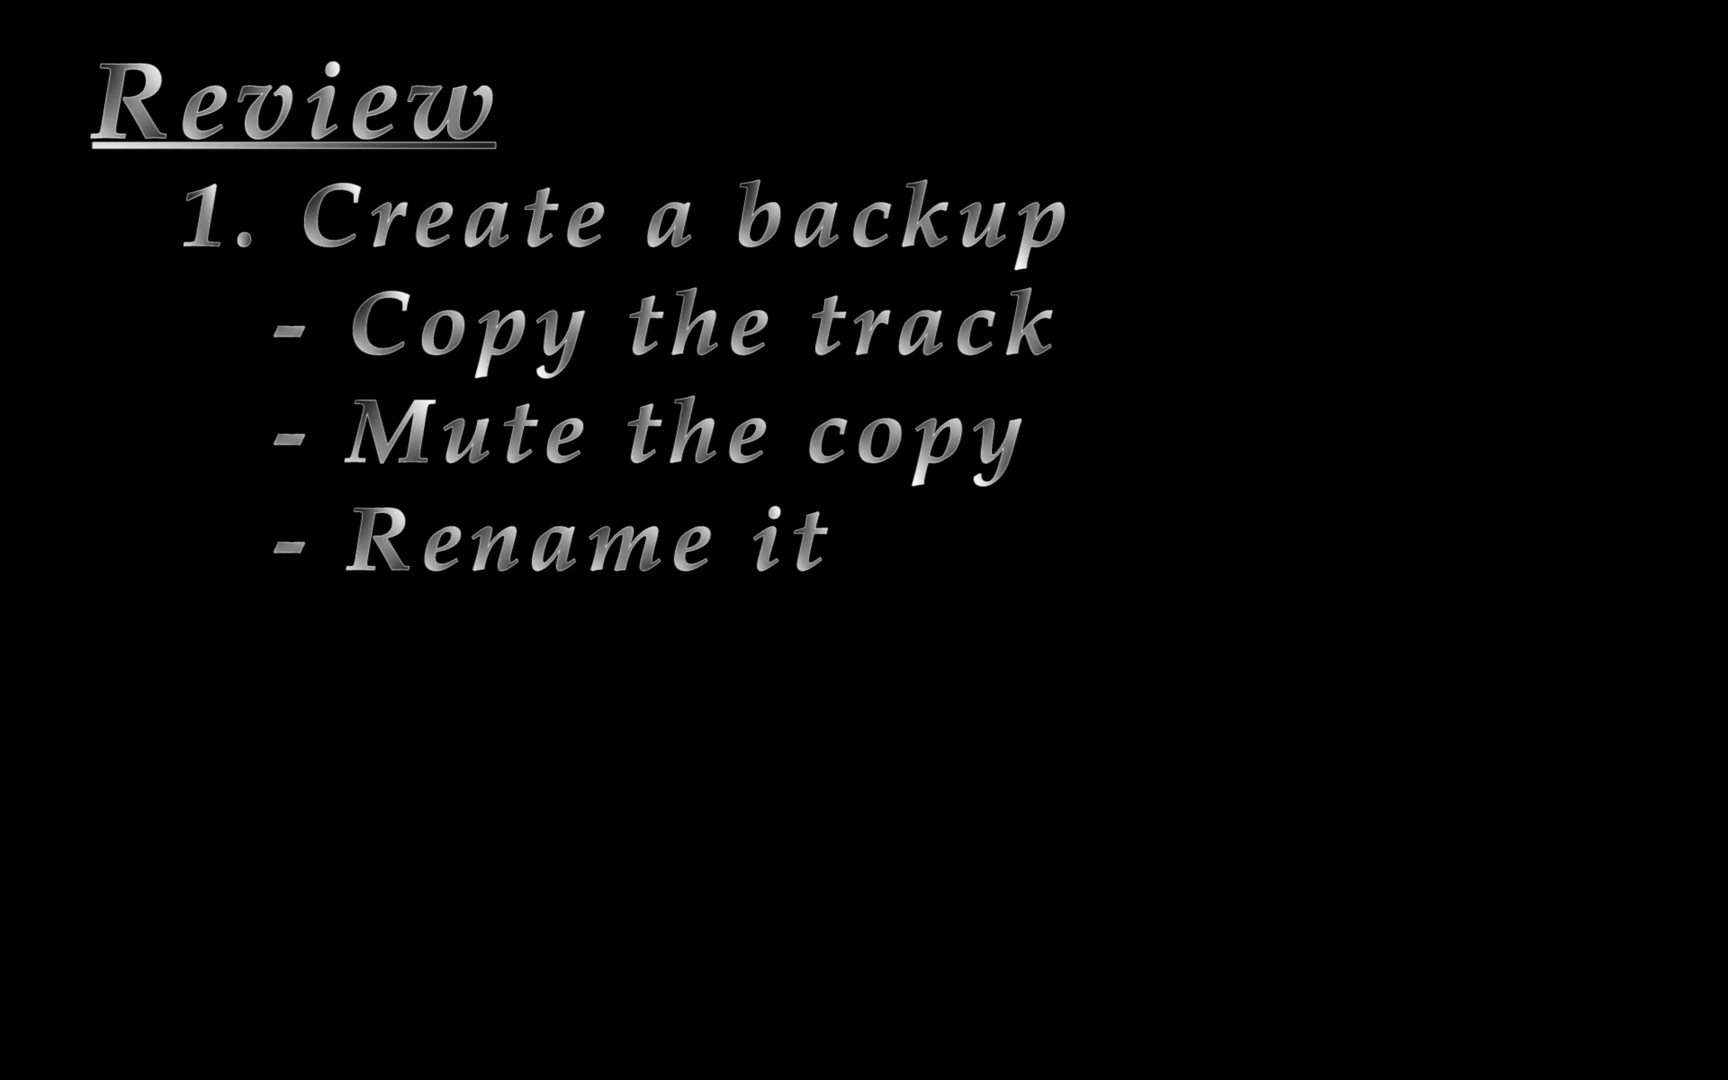 Review
1. Create a backup
- Copy the track
- Mute the copy
- Rename it